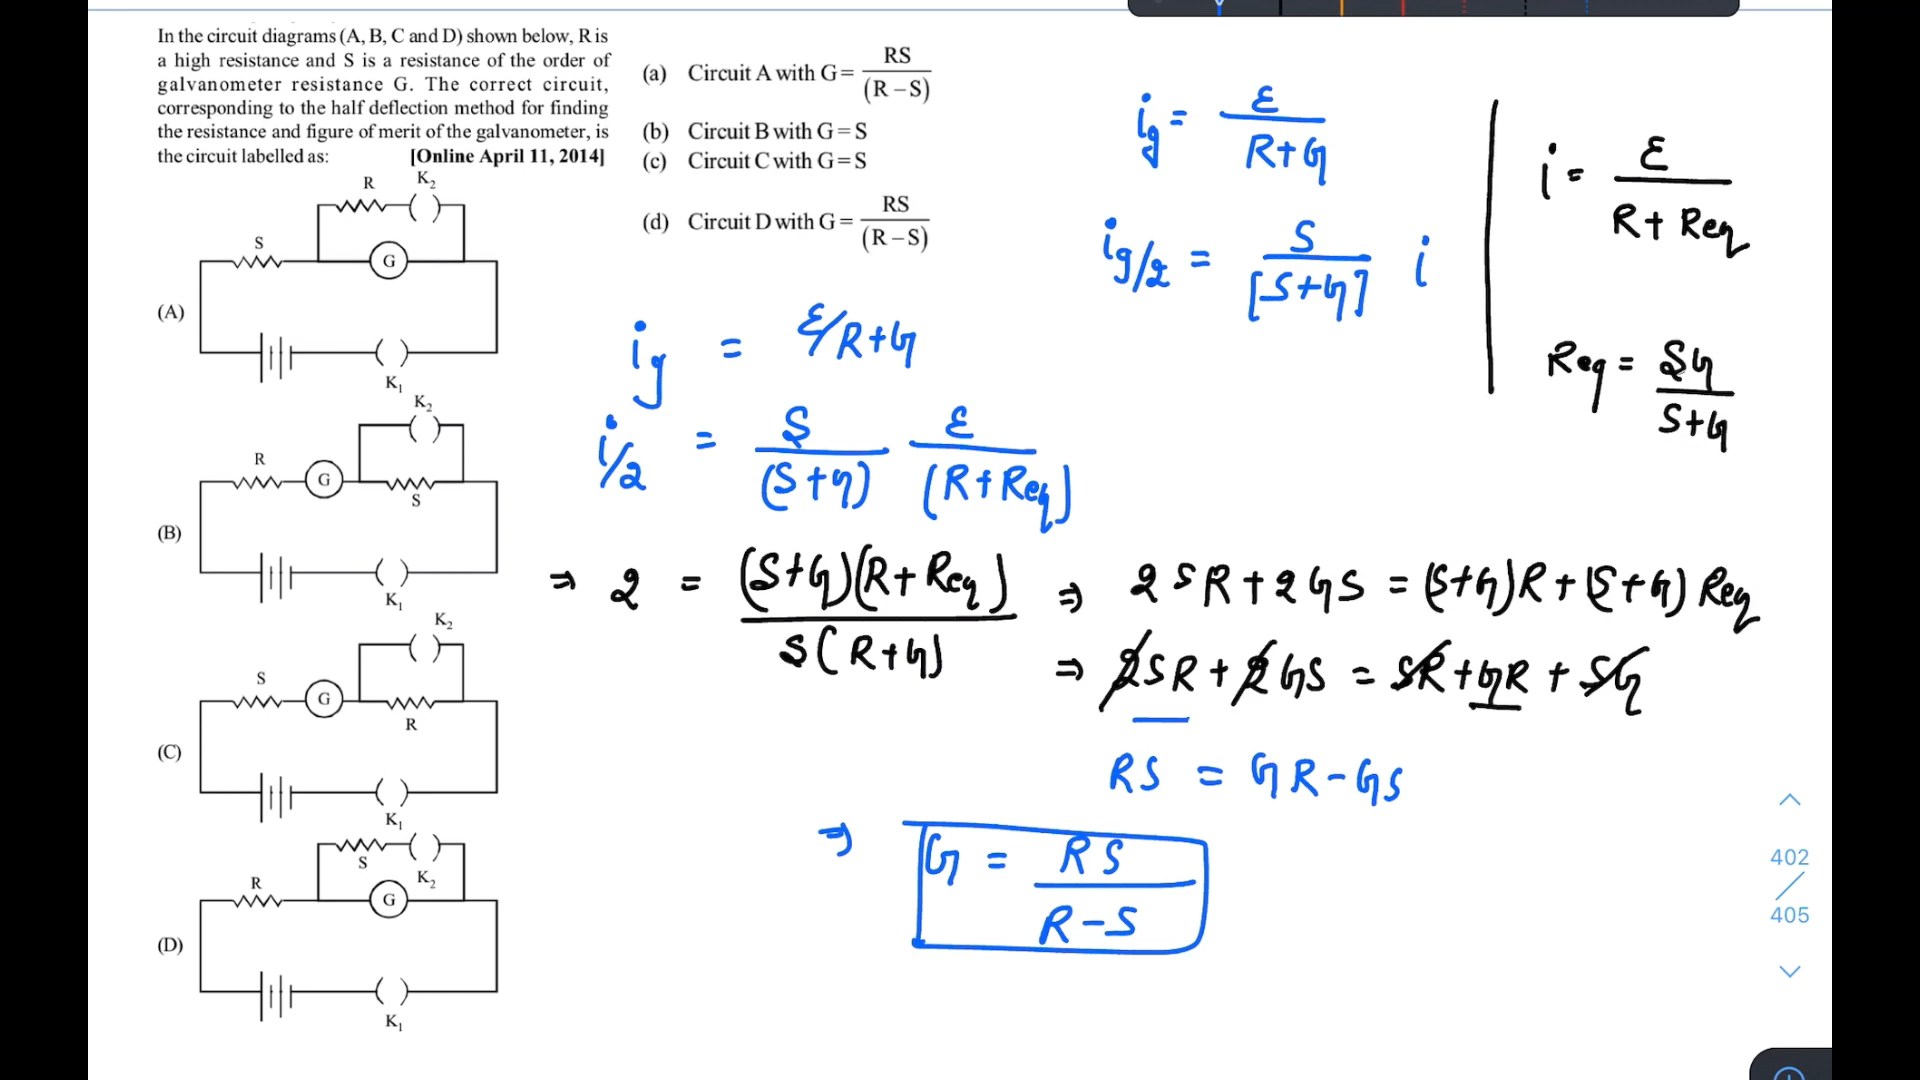 In the circuit diagrams (A, B, C and D) shown below, R is
a high resistance and S is a resistance of the order of
galvanometer resistance G. The correct circuit,
corresponding to the half deflection method for finding
the resistance and figure of merit of the galvanometer, is
the circuit labelled as: [Online April 11, 2014]
R K₂
S
G
(A)
K₁
K₂
R
G
S
(B)
K₁
K₂
S
G
R
(C)
K₁
S
K₂
R
G
(D)
K₁
(a) Circuit A with G = RS/(R – S)
(b) Circuit B with G = S
(c) Circuit C with G = S
(d) Circuit D with G = RS/(R – S)
ig = ε/(R+G)
ig/2 = S/[S+G] i
i = ε/(R+Req)
Req = SG/(S+G)
ig = ε/R+G
i/2 = S/(S+G) ε/(R+Req)
⇒ 2 = (S+G)(R+Req)/S(R+G) ⇒ 2SR+2GS = (S+G)R+(S+G)Req
⇒ 2SR+2GS = SR+GR+SG
RS = GR-GS
⇒ G = RS/R-S
402
/
405